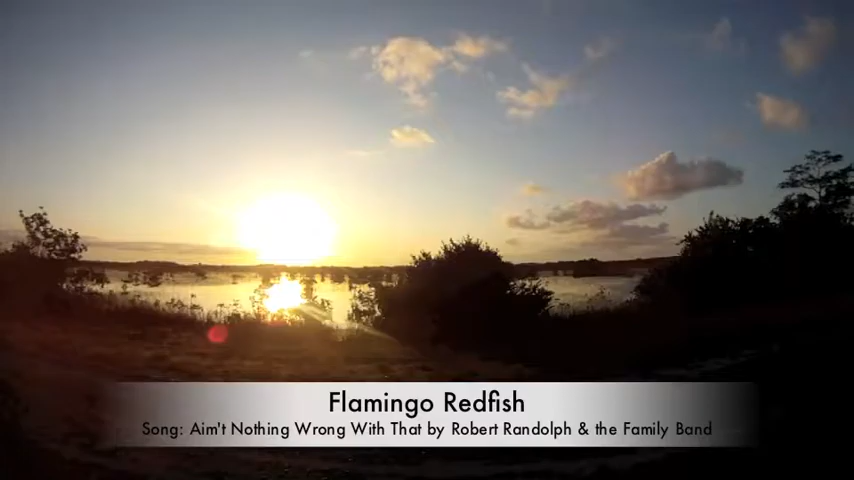 Flamingo Redfish
Song: Aim't Nothing Wrong With That by Robert Randolph & the Family Band